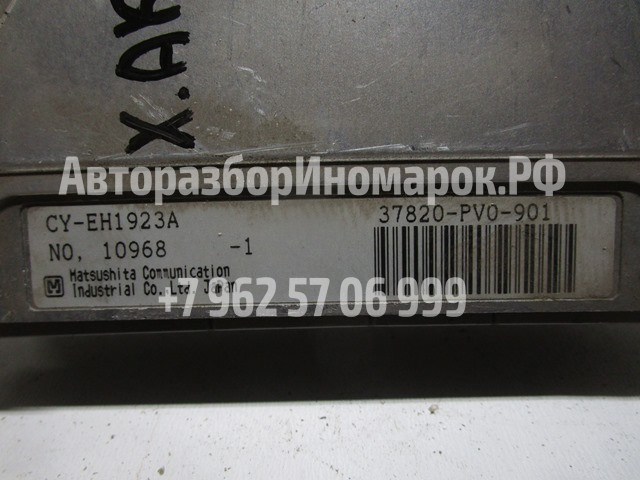 Х.АК
АвторазборИномарок.РФ
CY-EH1923A 37820-PV0-901
NO, 10968 -1
M Matsushita Communication
Industrial Co., Ltd. Japan
+7 962 57 06 999